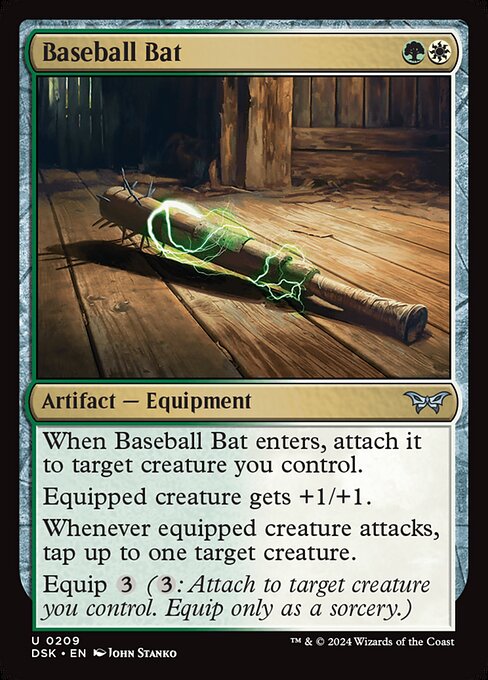 Baseball Bat
Artifact — Equipment
When Baseball Bat enters, attach it
to target creature you control.
Equipped creature gets +1/+1.
Whenever equipped creature attacks,
tap up to one target creature.
Equip 3 (3: Attach to target creature
you control. Equip only as a sorcery.)
U 0209
DSK • EN John Stanko
™ & © 2024 Wizards of the Coast